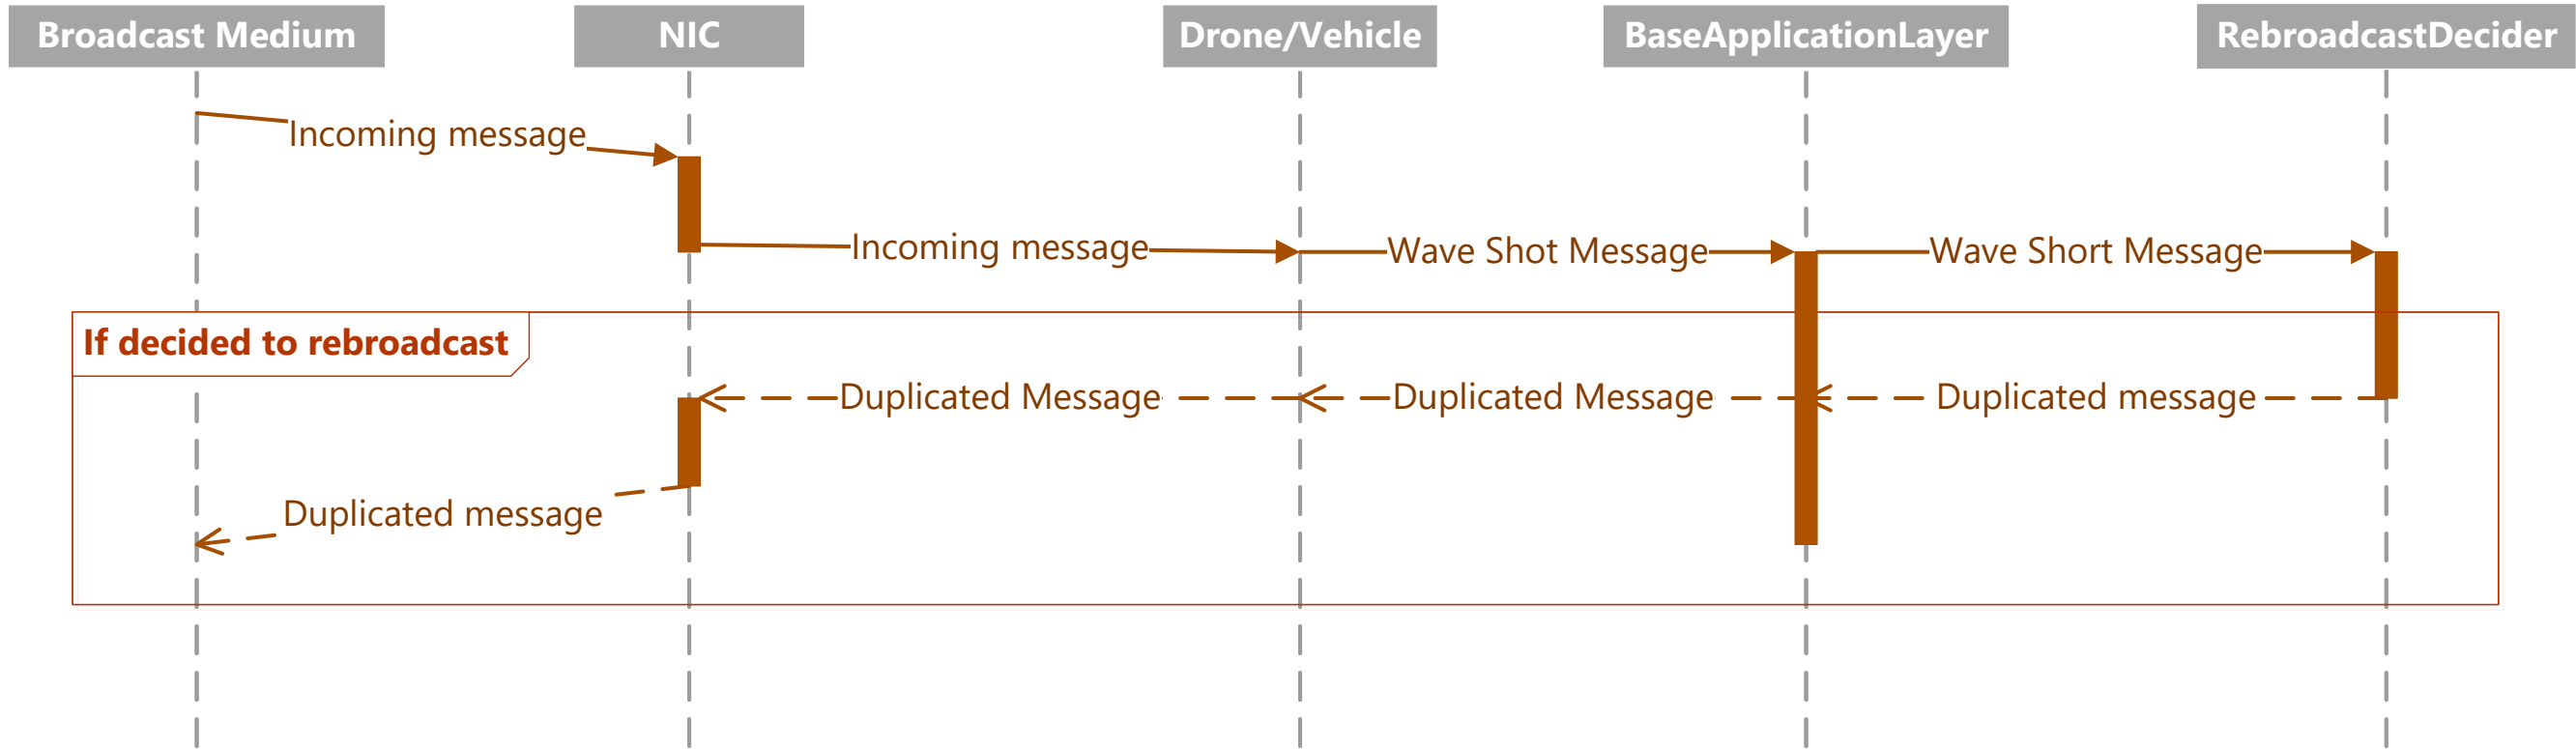 Broadcast Medium
NIC
Drone/Vehicle
BaseApplicationLayer
RebroadcastDecider
Incoming message
Incoming message
Wave Shot Message
Wave Short Message
If decided to rebroadcast
Duplicated Message
Duplicated Message
Duplicated message
Duplicated message